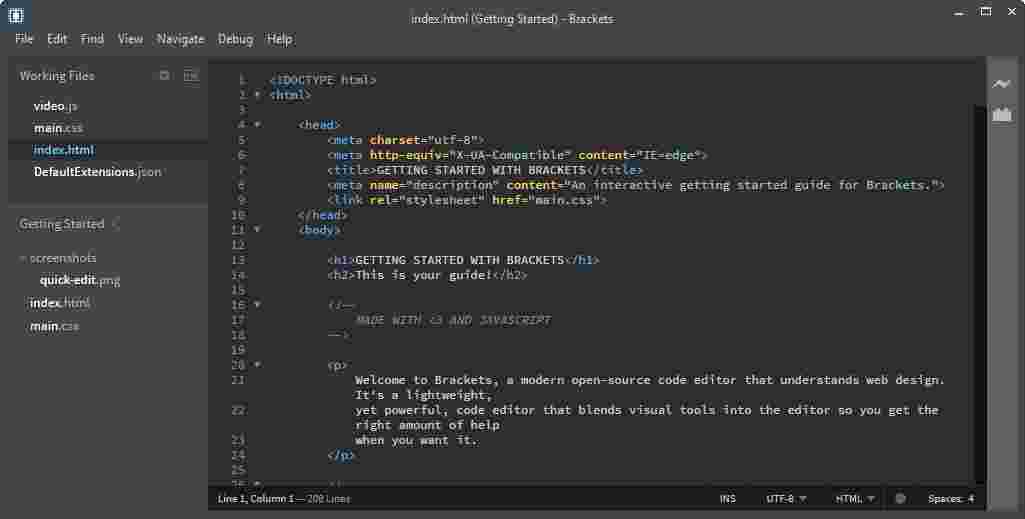 index.html (Getting Started) - Brackets
File Edit Find View Navigate Debug Help
Working Files
video.js
main.css
index.html
DefaultExtensions.json
Getting Started
screenshots
quick-edit.png
index.html
main.css
1 <!DOCTYPE html>
2 <html>
3
4 <head>
5 <meta charset="utf-8">
6 <meta http-equiv="X-UA-Compatible" content="IE=edge">
7 <title>GETTING STARTED WITH BRACKETS</title>
8 <meta name="description" content="An interactive getting started guide for Brackets.">
9 <link rel="stylesheet" href="main.css">
10 </head>
11 <body>
12
13 <h1>GETTING STARTED WITH BRACKETS</h1>
14 <h2>This is your guide!</h2>
15
16 <!--
17 MADE WITH <3 AND JAVASCRIPT
18 -->
19
20 <p>
21 Welcome to Brackets, a modern open-source code editor that understands web design.
It's a lightweight,
22 yet powerful, code editor that blends visual tools into the editor so you get the
right amount of help
23 when you want it.
24 </p>
25
Line 1, Column 1 — 208 Lines INS UTF-8 HTML Spaces: 4